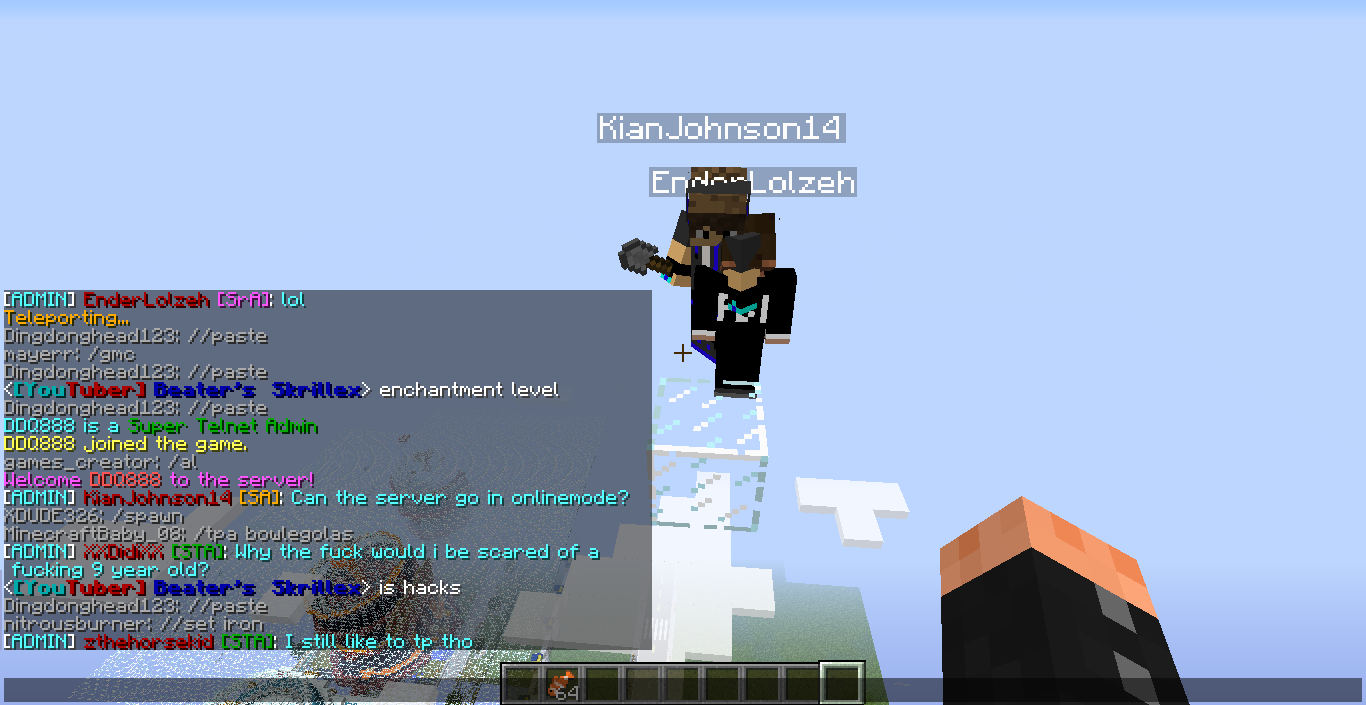 KianJohnson14
EnderLolzeh
[ADMIN] EnderLolzeh [SrA]: lol
Teleporting...
Dingdonghead123: //paste
mayerr: /gmc
Dingdonghead123: //paste
<[YouTuber] Beater's Skrillex> enchantment level
Dingdonghead123: //paste
DDQ888 is a Super Telnet Admin
DDQ888 joined the game.
games_creator: /al
Welcome DDQ888 to the server!
[ADMIN] KianJohnson14 [SA]: Can the server go in onlinemode?
XDUDE326: /spawn
MinecraftBaby_08: /tpa bowlegolas
[ADMIN] XXDidiXX [STA]: Why the fuck would i be scared of a
fucking 9 year old?
<[YouTuber] Beater's Skrillex> is hacks
Dingdonghead123: //paste
nitrousburner: //set iron
[ADMIN] zthehorsekid [STA]: I still like to tp tho
64